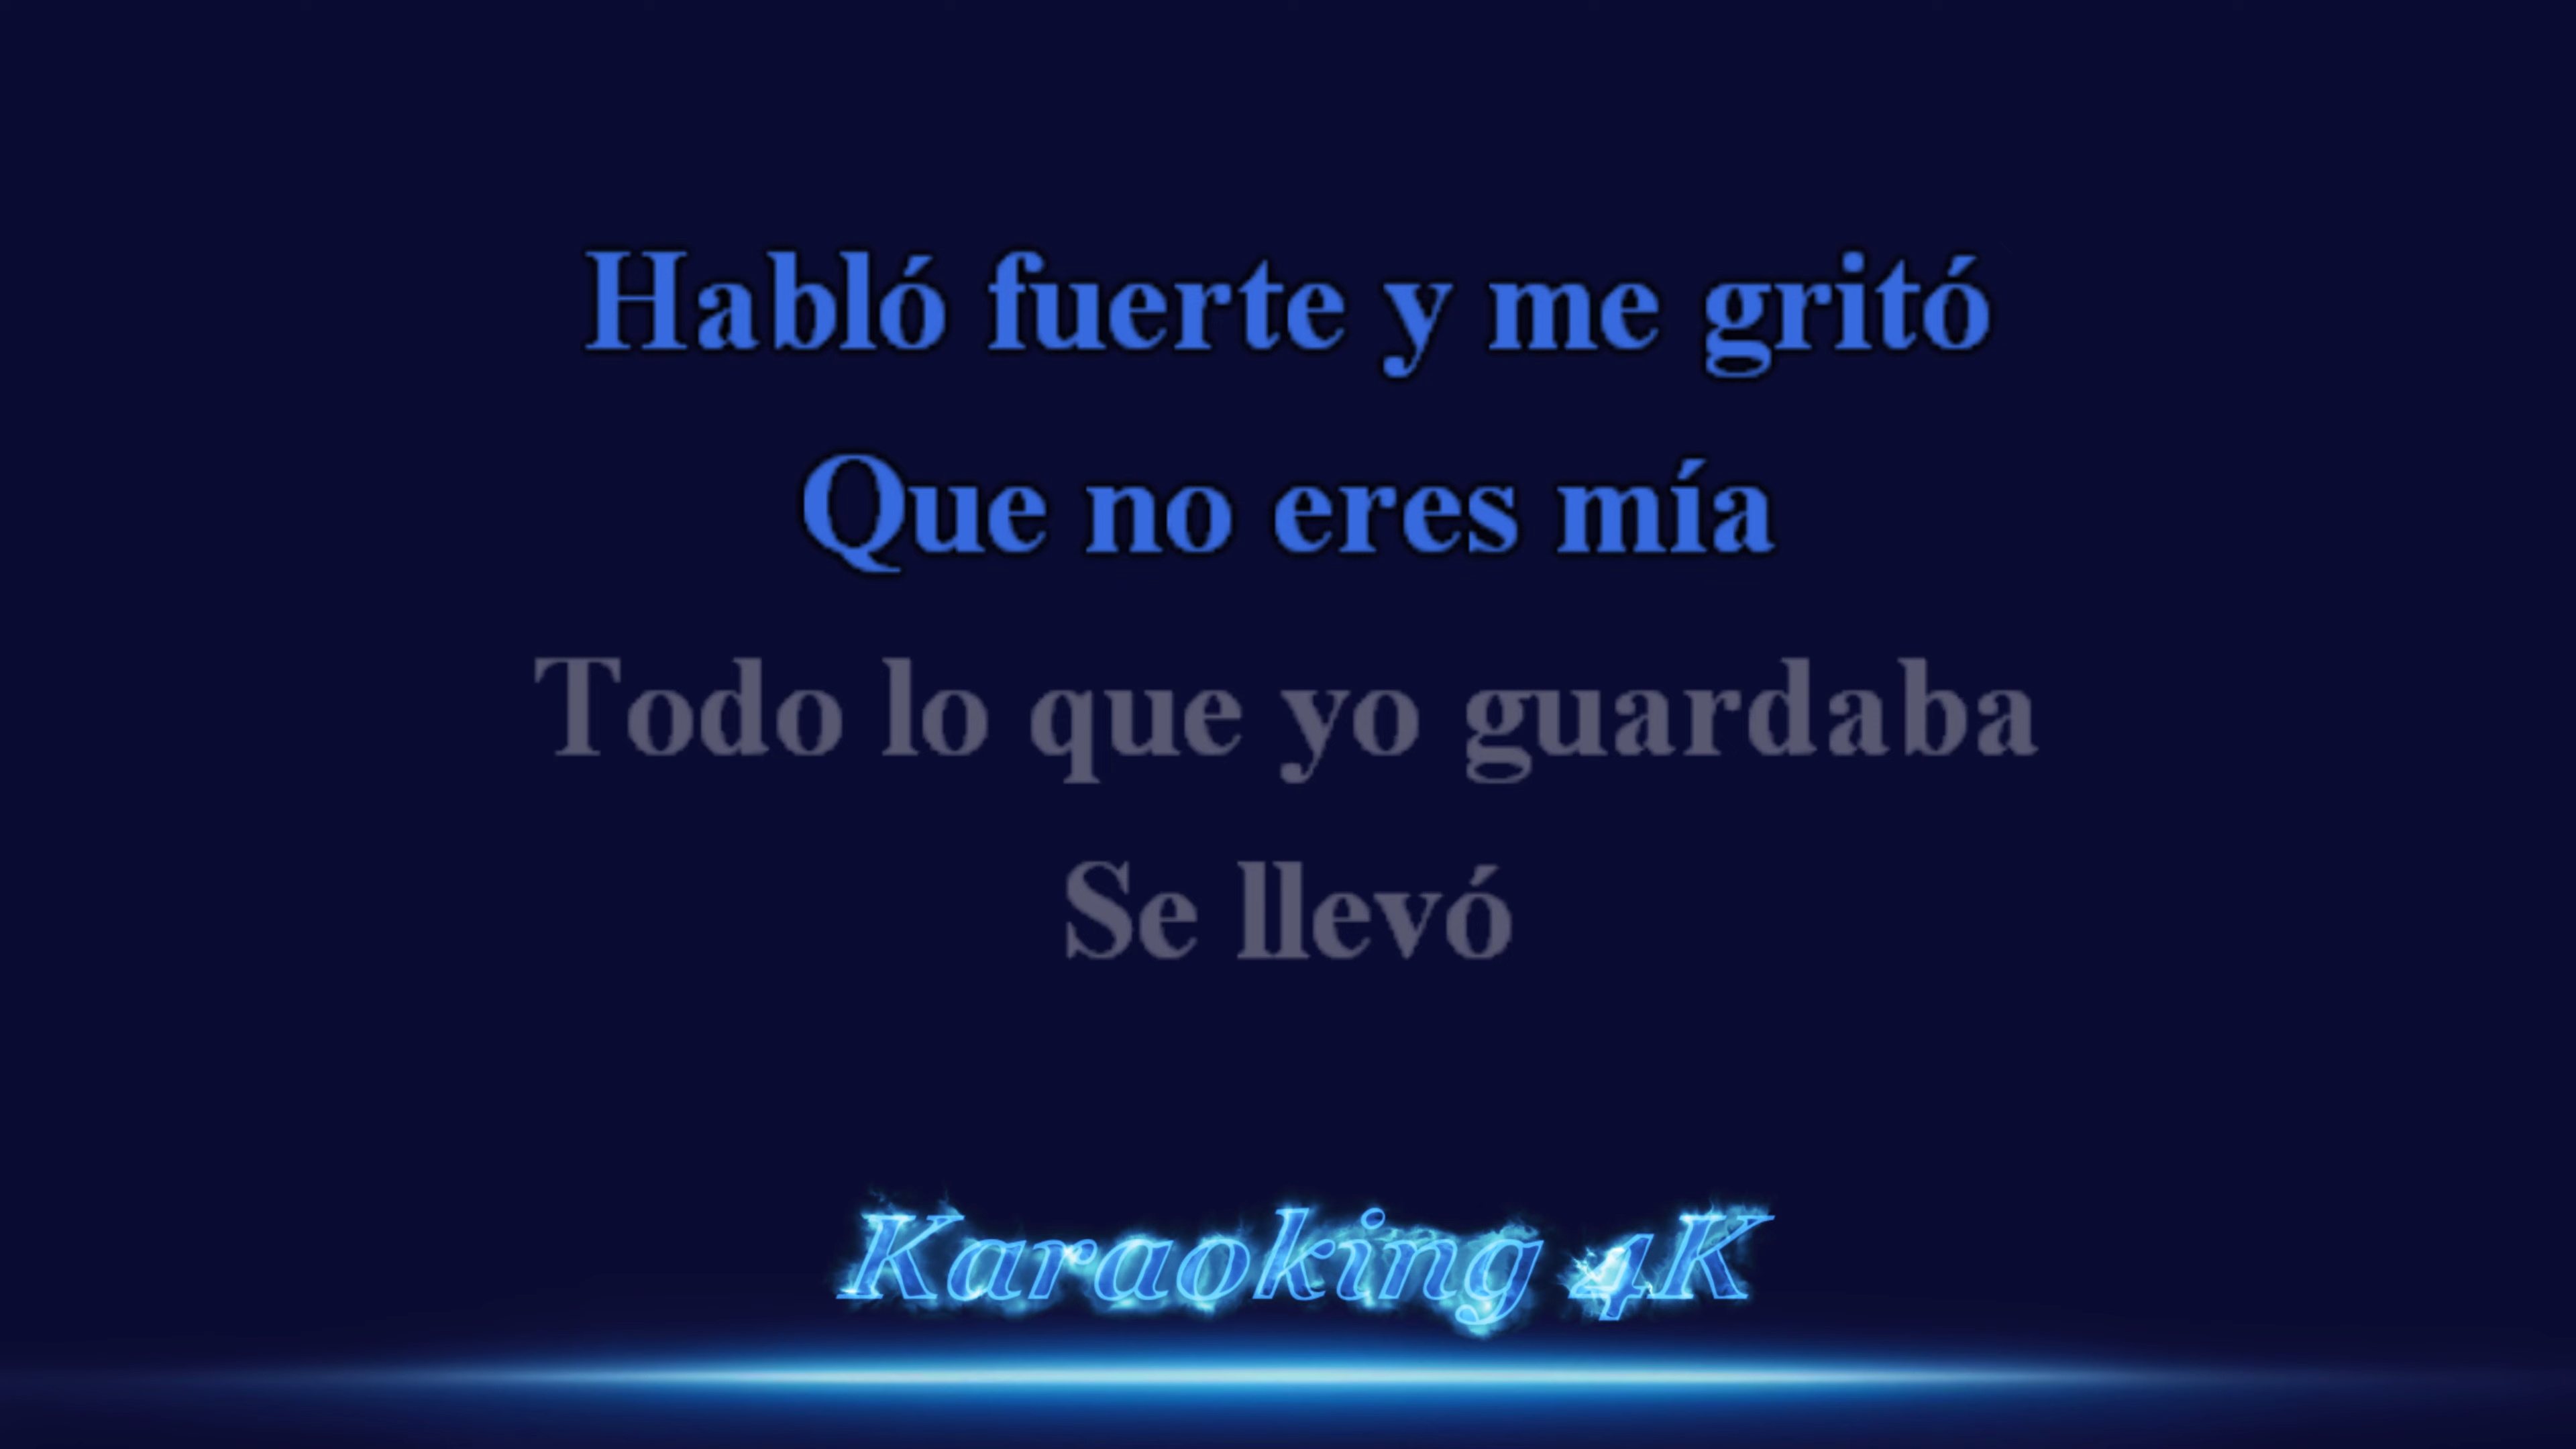 Habló fuerte y me gritó
Que no eres mía
Todo lo que yo guardaba
Se llevó
Karaoking 4K